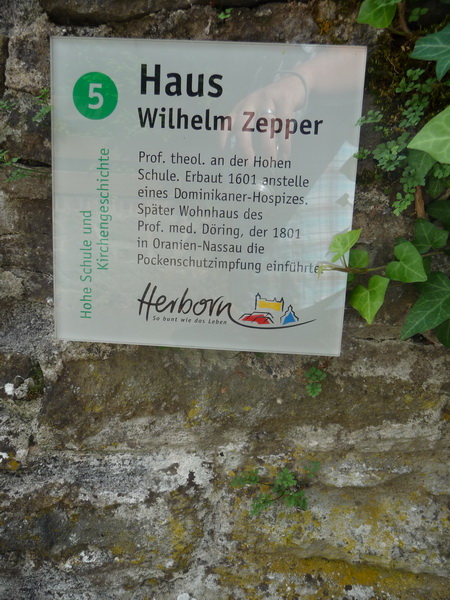 5
Haus
Wilhelm Zepper
Prof. theol. an der Hohen
Schule. Erbaut 1601 anstelle
eines Dominikaner-Hospizes.
Später Wohnhaus des
Prof. med. Döring, der 1801
in Oranien-Nassau die
Pockenschutzimpfung einführte.
Hohe Schule und
Kirchengeschichte
Herborn
So bunt wie das Leben